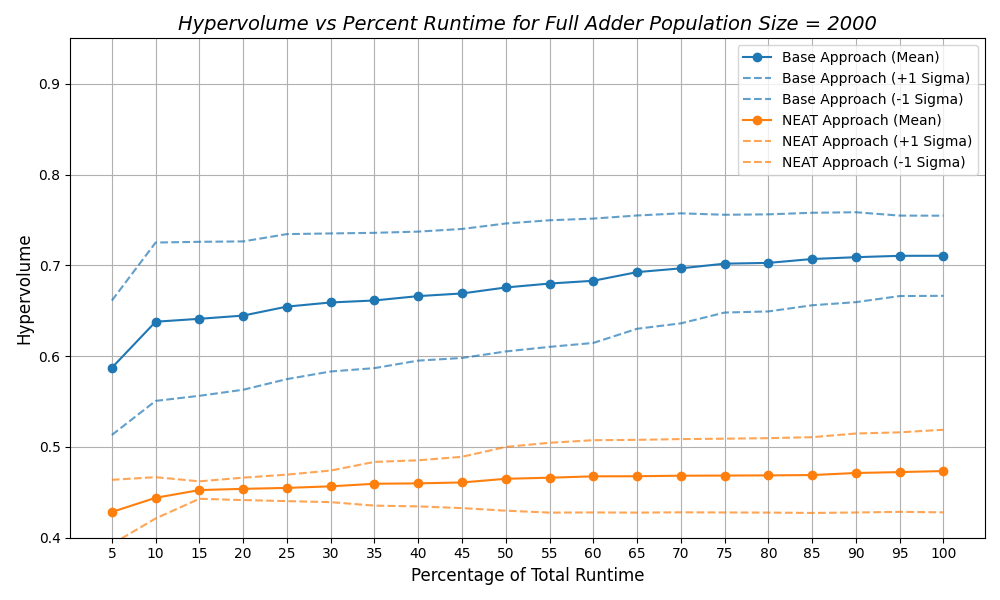 Hypervolume vs Percent Runtime for Full Adder Population Size = 2000
Base Approach (Mean)
Base Approach (+1 Sigma)
Base Approach (-1 Sigma)
NEAT Approach (Mean)
NEAT Approach (+1 Sigma)
NEAT Approach (-1 Sigma)
Hypervolume
0.9
0.8
0.7
0.6
0.5
0.4
5 10 15 20 25 30 35 40 45 50 55 60 65 70 75 80 85 90 95 100
Percentage of Total Runtime